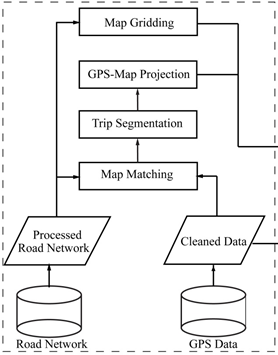 Map Gridding
GPS-Map Projection
Trip Segmentation
Map Matching
Processed
Road Network
Cleaned Data
Road Network
GPS Data